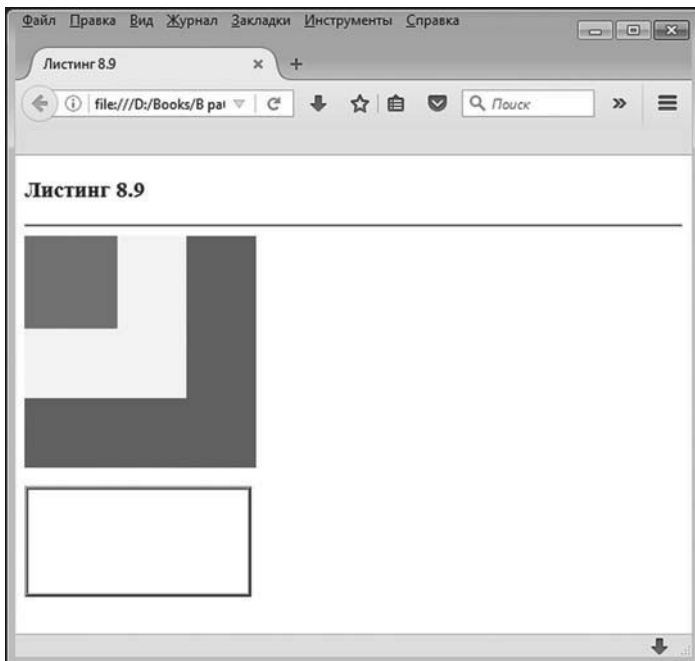 Файл Правка Вид Журнал Закладки Инструменты Справка
Листинг 8.9
file:///D:/Books/В ра
Поиск
Листинг 8.9